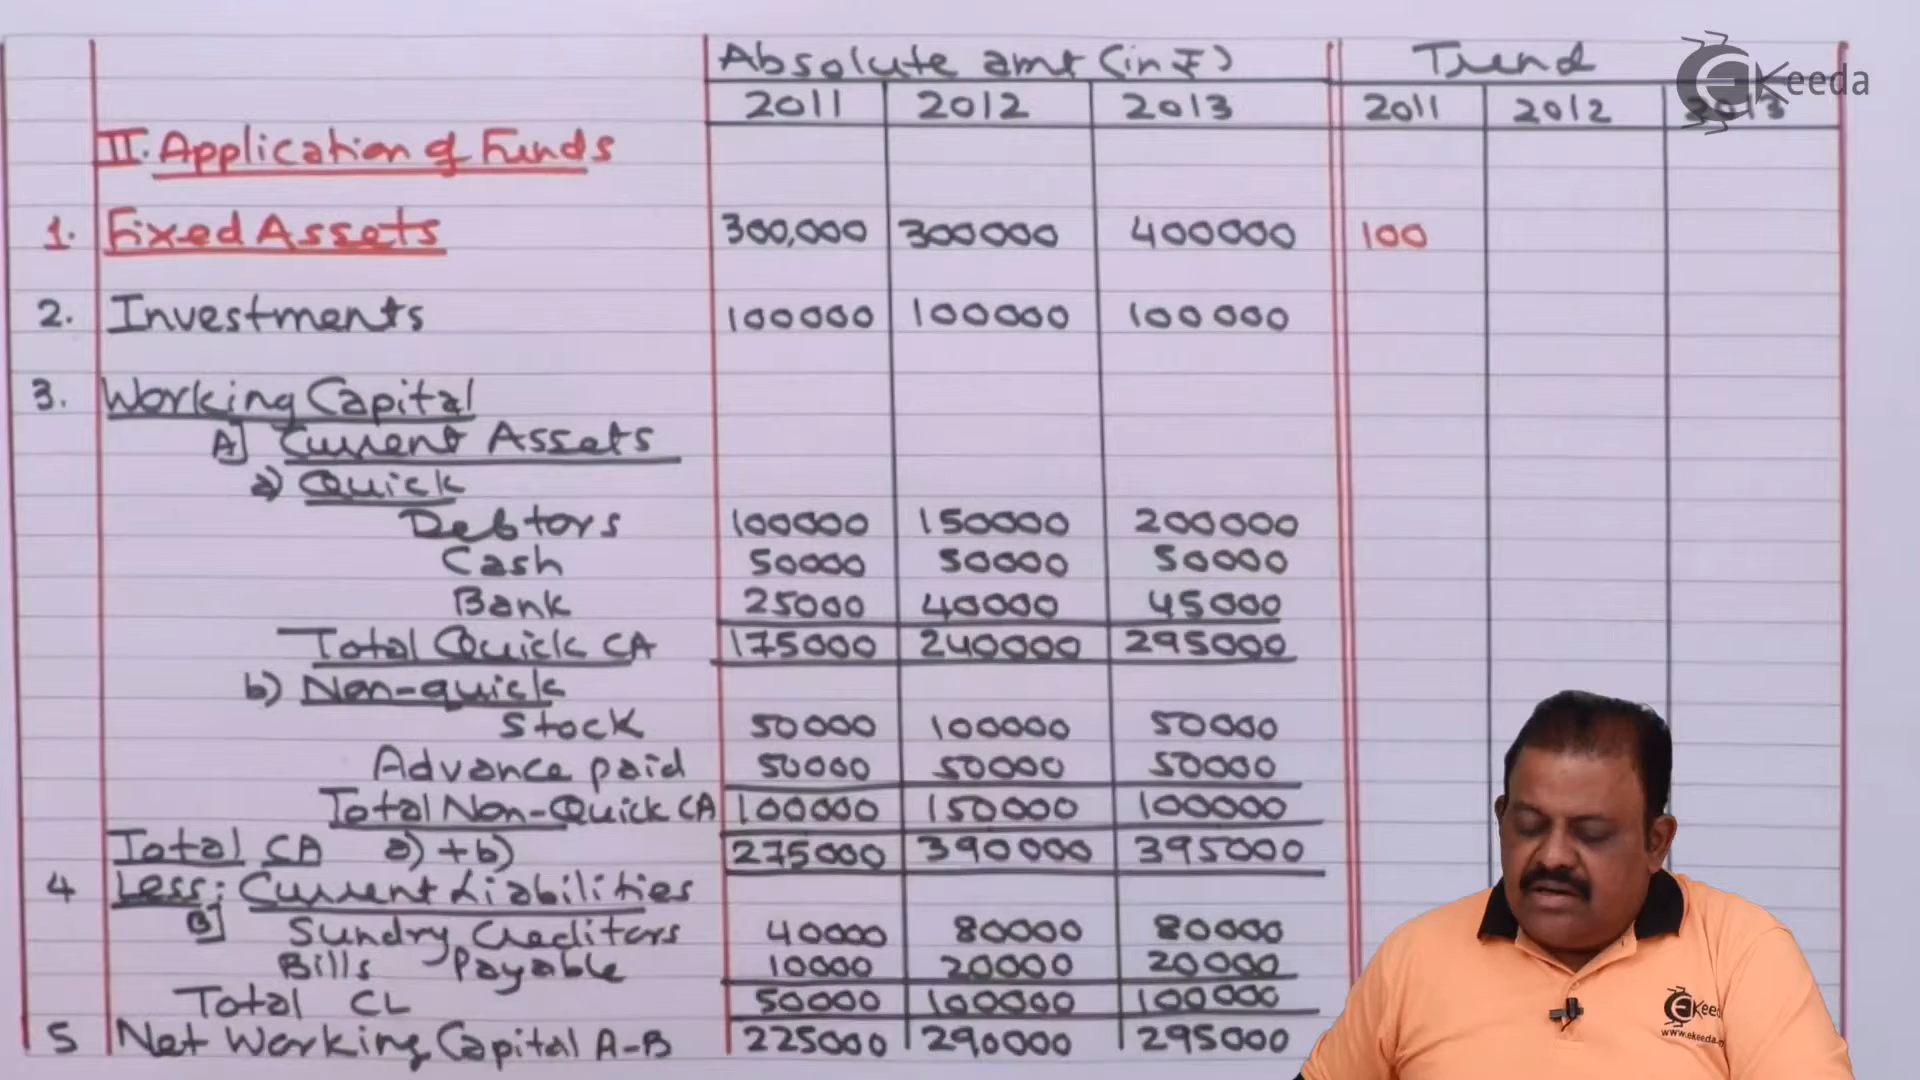 Absolute amt (in ₹) Trend
2011 2012 2013 2011 2012 2013
II. Application of Funds
1. Fixed Assets 300,000 300000 400000 100
2. Investments 100000 100000 100000
3. Working Capital
A] Current Assets
a) Quick
Debtors 100000 150000 200000
Cash 50000 50000 50000
Bank 25000 40000 45000
Total Quick CA 175000 240000 295000
b) Non-quick
Stock 50000 100000 50000
Advance paid 50000 50000 50000
Total Non-Quick CA 100000 150000 100000
Total CA a) + b) 275000 390000 395000
4 Less: Current Liabilities
B] Sundry Creditors 40000 80000 80000
Bills Payable 10000 20000 20000
Total CL 50000 100000 100000
5 Net Working Capital A-B 225000 290000 295000
Keeda
Keeda
www.ekeeda.